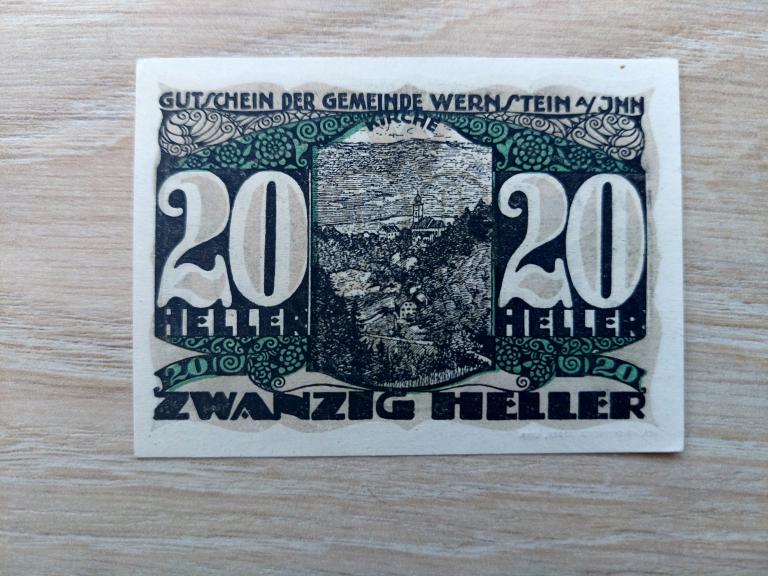 GUTSCHEIN DER GEMEINDE WERNSTEIN A/INN
KIRCHE
20 20
HELLER HELLER
20 20
ZWANZIG HELLER